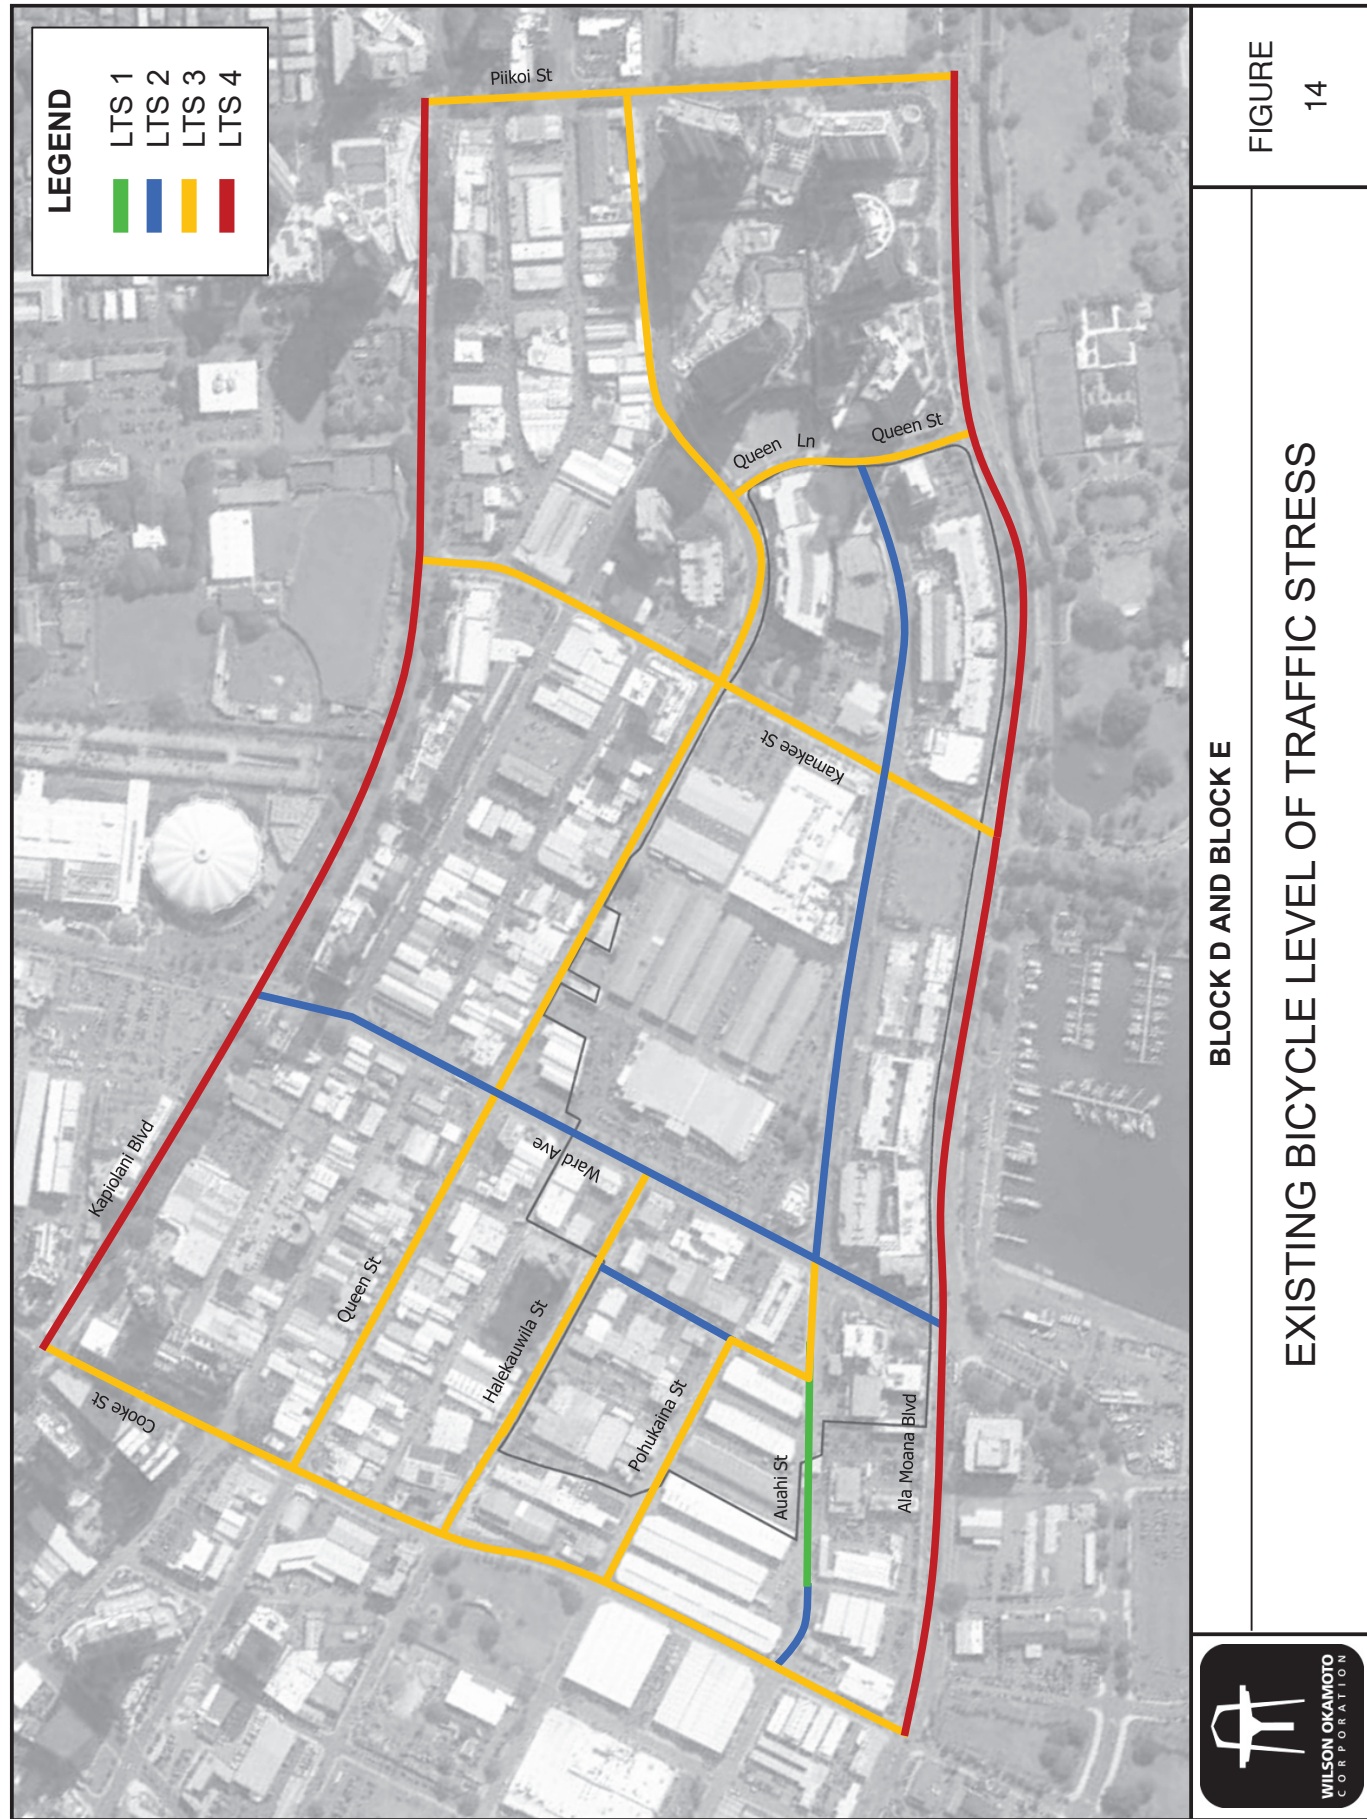 LEGEND
LTS 1
LTS 2
LTS 3
LTS 4
Piikoi St
Queen Ln
Queen St
Kamakee St
Kapiolani Blvd
Ward Ave
Queen St
Cooke St
Halekauwila St
Pohukaina St
Auahi St
Ala Moana Blvd
WILSON OKAMOTO
CORPORATION
BLOCK D AND BLOCK E
EXISTING BICYCLE LEVEL OF TRAFFIC STRESS
FIGURE
14